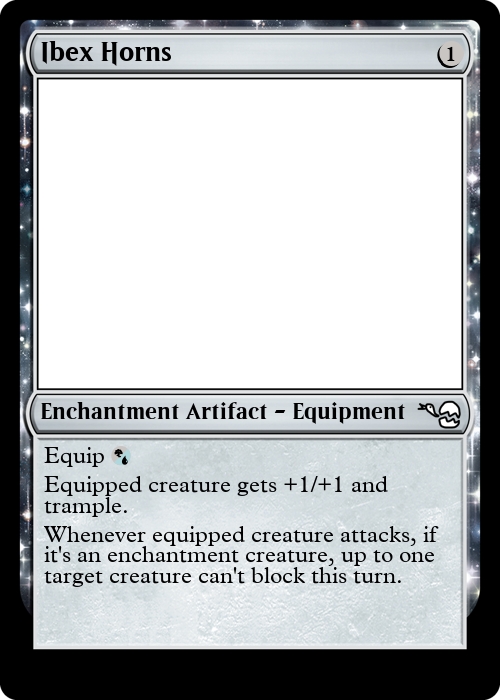 Ibex Horns
1
Enchantment Artifact - Equipment
Equip
Equipped creature gets +1/+1 and
trample.
Whenever equipped creature attacks, if
it's an enchantment creature, up to one
target creature can't block this turn.